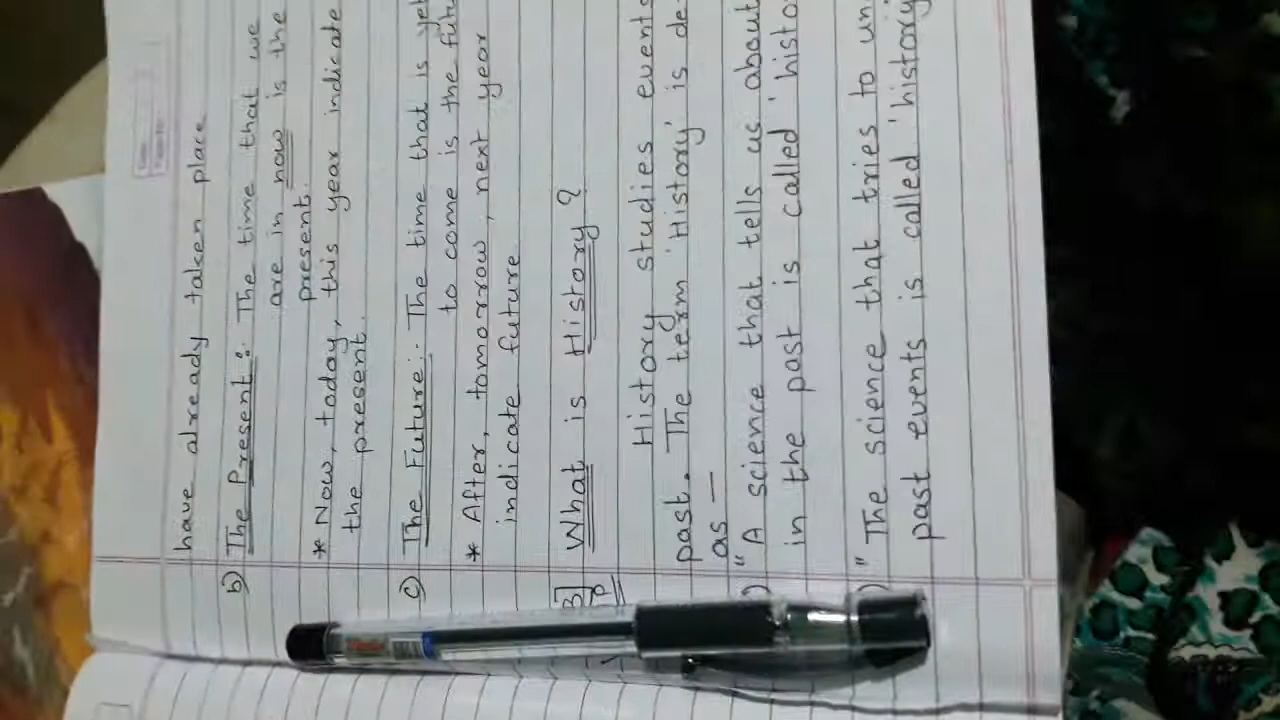 have already taken place
b) The Present :- The time that we
are in now is the
present.
* Now, today, this year indicate
the present.
c) The Future :- The time that is yet
to come is the
* After, tomorrow, next year
indicate future
3] What is History?
History studies events
past. The term 'History' is de-
as —
) "A science that tells us about
in the past is called
) "The science that tries to
past events is called 'history